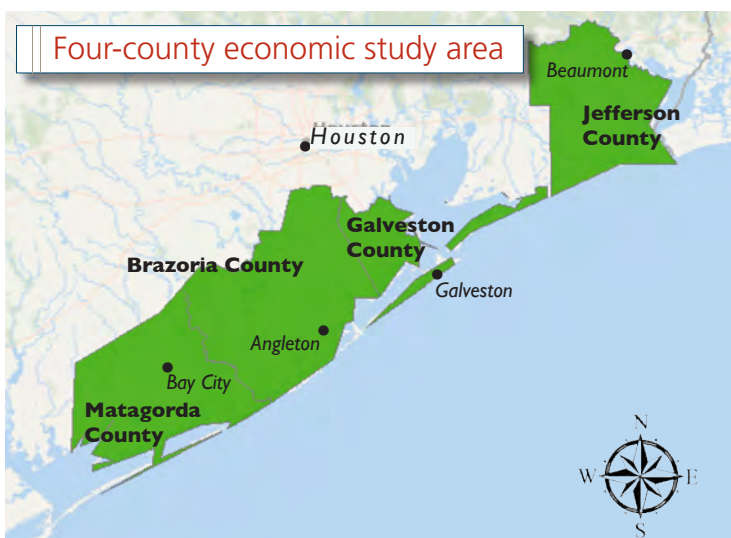 Four-county economic study area
Beaumont
Jefferson
County
Houston
Galveston
County
Brazoria County
Galveston
Angleton
Bay City
Matagorda
County
N
W
E
S